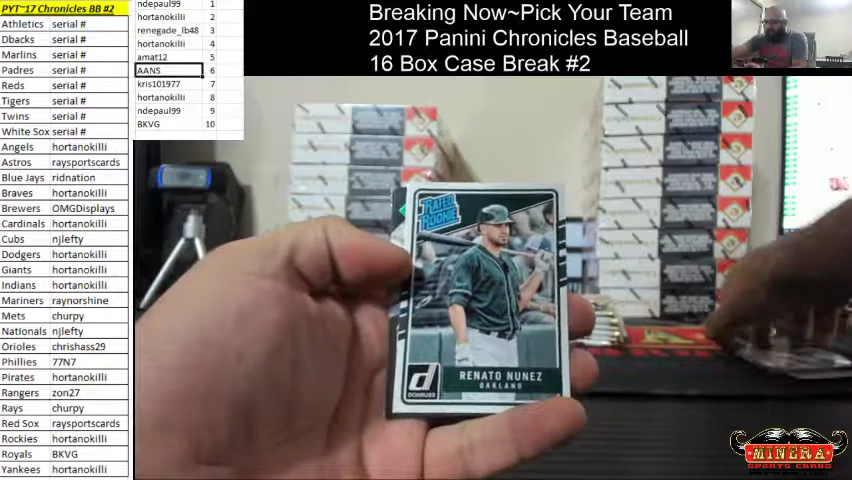 PYT~17 Chronicles BB #2
Athletics serial #
Dbacks serial #
Marlins serial #
Padres serial #
Reds serial #
Tigers serial #
Twins serial #
White Sox serial #
Angels hortanokilli
Astros raysportscards
Blue Jays ridnation
Braves hortanokilli
Brewers OMGDisplays
Cardinals hortanokilli
Cubs njlefty
Dodgers hortanokilli
Giants hortanokilli
Indians hortanokilli
Mariners raynorshine
Mets churpy
Nationals njlefty
Orioles chrishass29
Phillies 77N7
Pirates hortanokilli
Rangers zon27
Rays churpy
Red Sox raysportscards
Rockies hortanokilli
Royals BKVG
Yankees hortanokilli
ndepaul99 1
hortanokilli 2
renegade_lb48 3
hortanokilli 4
amat12 5
AANS 6
kris101977 7
hortanokilli 8
ndepaul99 9
BKVG 10
Breaking Now~Pick Your Team
2017 Panini Chronicles Baseball
16 Box Case Break #2
RATED
ROOKIE
RENATO NUNEZ
OAKLAND
d
DONRUSS
MINERA
SPORTS CARDS